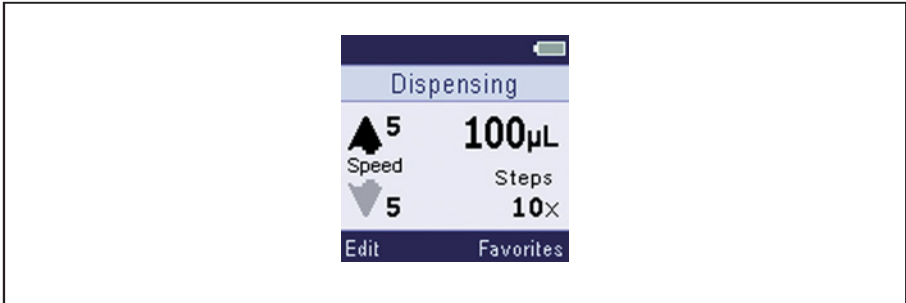 Dispensing
5 100µL
Speed
Steps
5 10×
Edit Favorites